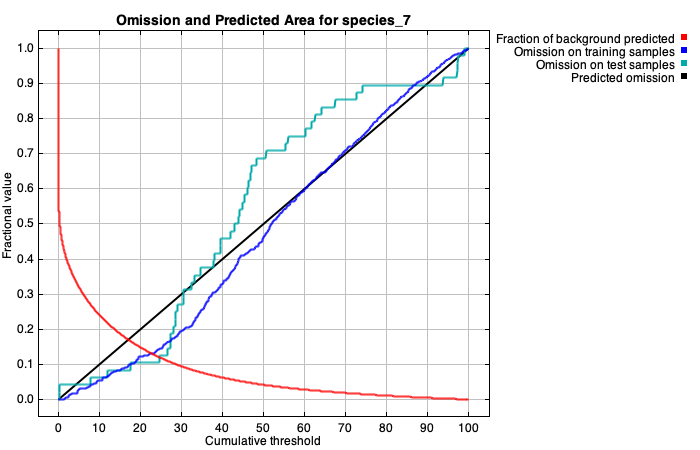 Omission and Predicted Area for species_7
Fraction of background predicted
Omission on training samples
Omission on test samples
Predicted omission
1.0
0.9
0.8
0.7
0.6
0.5
0.4
0.3
0.2
0.1
0.0
Fractional value
0 10 20 30 40 50 60 70 80 90 100
Cumulative threshold